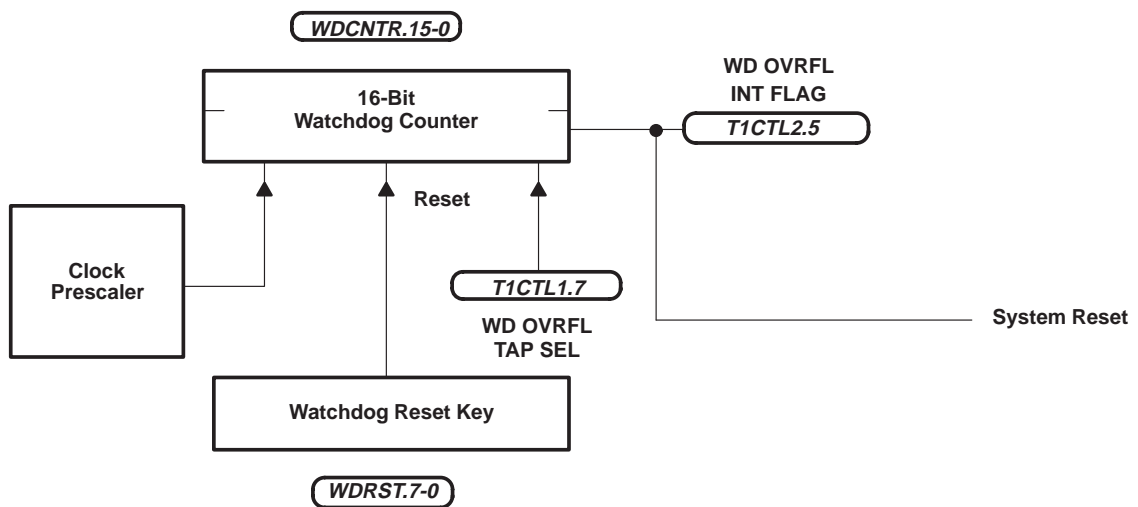 WDCNTR.15-0
16-Bit
Watchdog Counter
WD OVRFL
INT FLAG
T1CTL2.5
Reset
Clock
Prescaler
T1CTL1.7
WD OVRFL
TAP SEL
System Reset
Watchdog Reset Key
WDRST.7-0